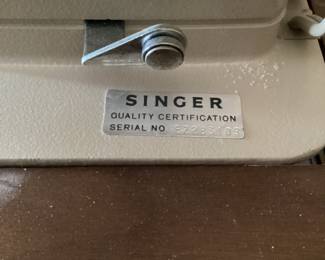 SINGER
QUALITY CERTIFICATION
SERIAL NO